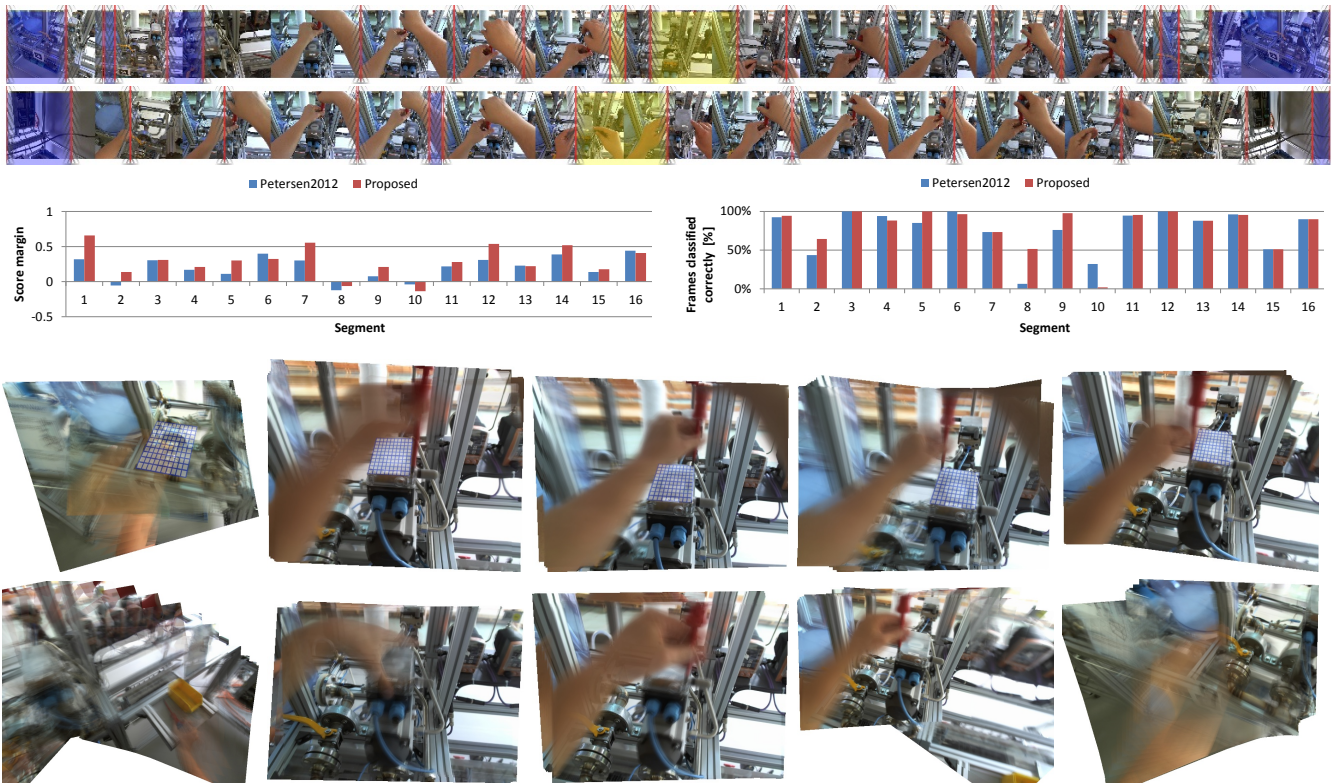 Petersen2012 Proposed
Score margin
1
0.5
0
-0.5
1 2 3 4 5 6 7 8 9 10 11 12 13 14 15 16
Segment
Petersen2012 Proposed
Frames classified
correctly [%]
100%
50%
0%
1 2 3 4 5 6 7 8 9 10 11 12 13 14 15 16
Segment